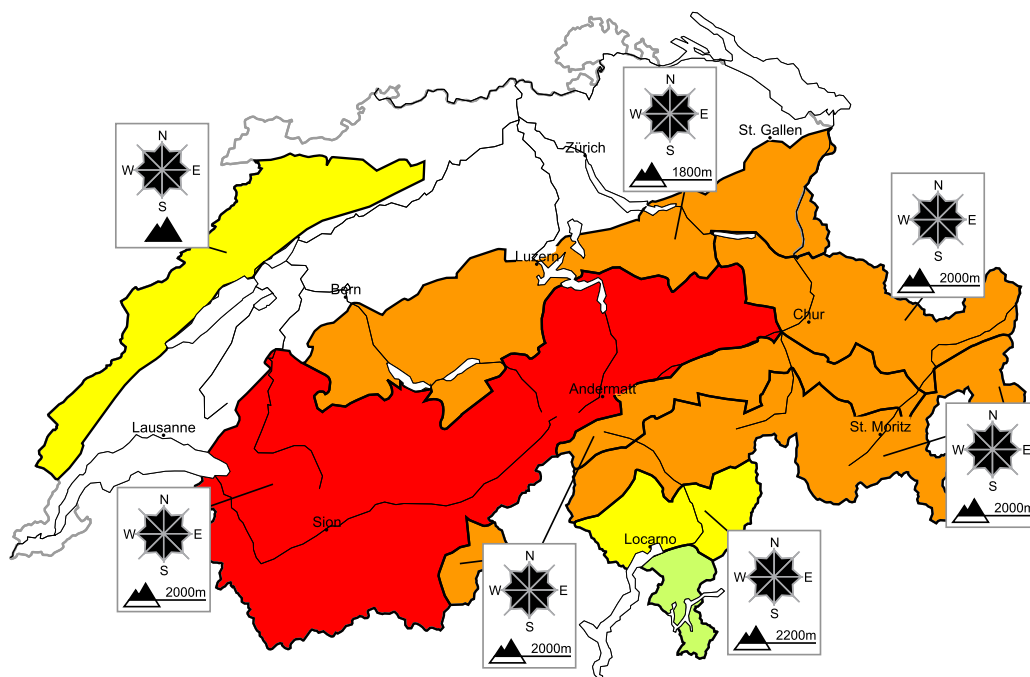 N
W E
S
1800m
St. Gallen
Zürich
N
W E
S
N
W E
S
2000m
Luzern
Bern
Chur
Andermatt
Lausanne
St. Moritz
N
W E
S
2000m
N
W E
S
2000m
Sion
Locarno
N
W E
S
2000m
N
W E
S
2200m